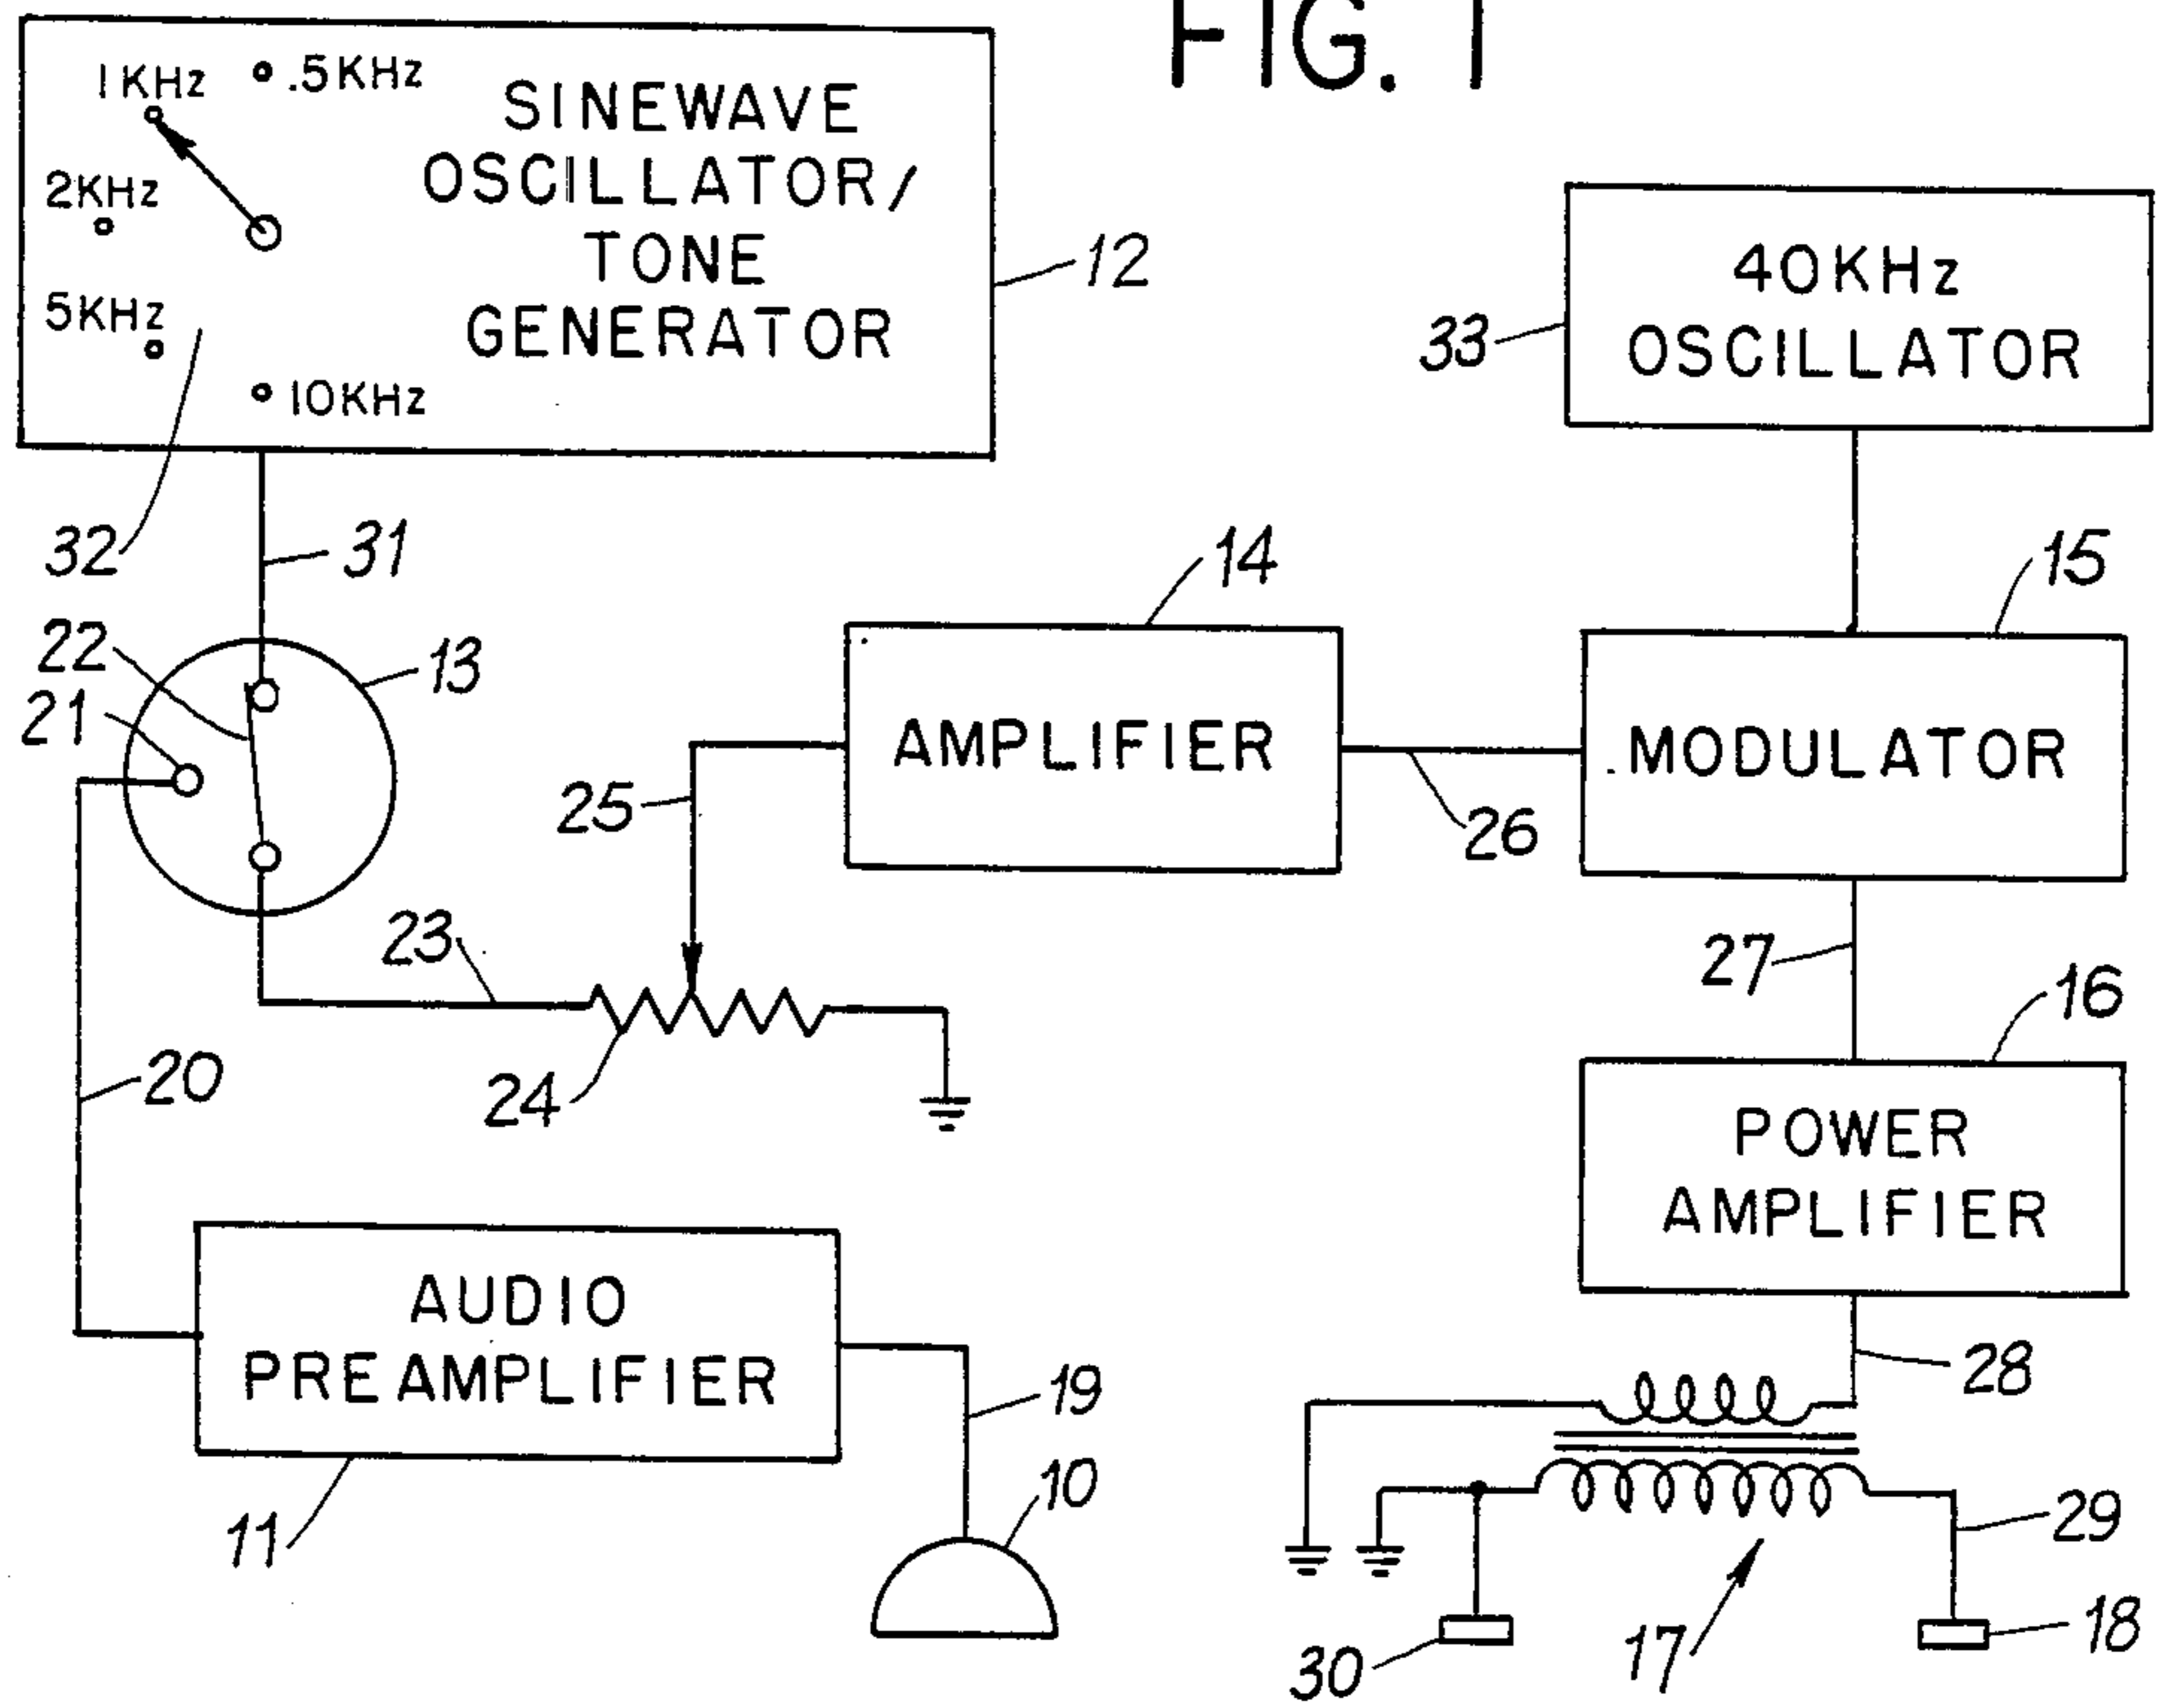 FIG. 1
1KHz
.5KHz
2KHz
5KHz
10KHz
SINEWAVE
OSCILLATOR/
TONE
GENERATOR
12
40KHz
OSCILLATOR
33
32
31
14
15
22
21
13
AMPLIFIER
MODULATOR
25
26
23
24
27
16
20
POWER
AMPLIFIER
AUDIO
PREAMPLIFIER
19
28
11
10
29
30
17
18